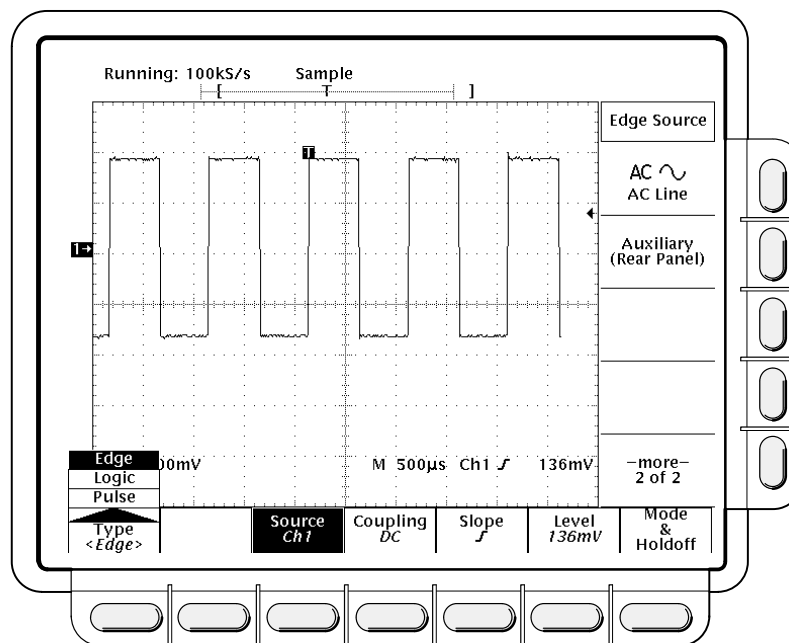 Running: 100kS/s Sample
[ T ]
Edge Source
T
AC
AC Line
1
Auxiliary
(Rear Panel)
Edge
00mV M 500µs Ch1 136mV
–more–
2 of 2
Logic
Pulse
Type
<Edge>
Source
Ch1
Coupling
DC
Slope
Level
136mV
Mode
&
Holdoff